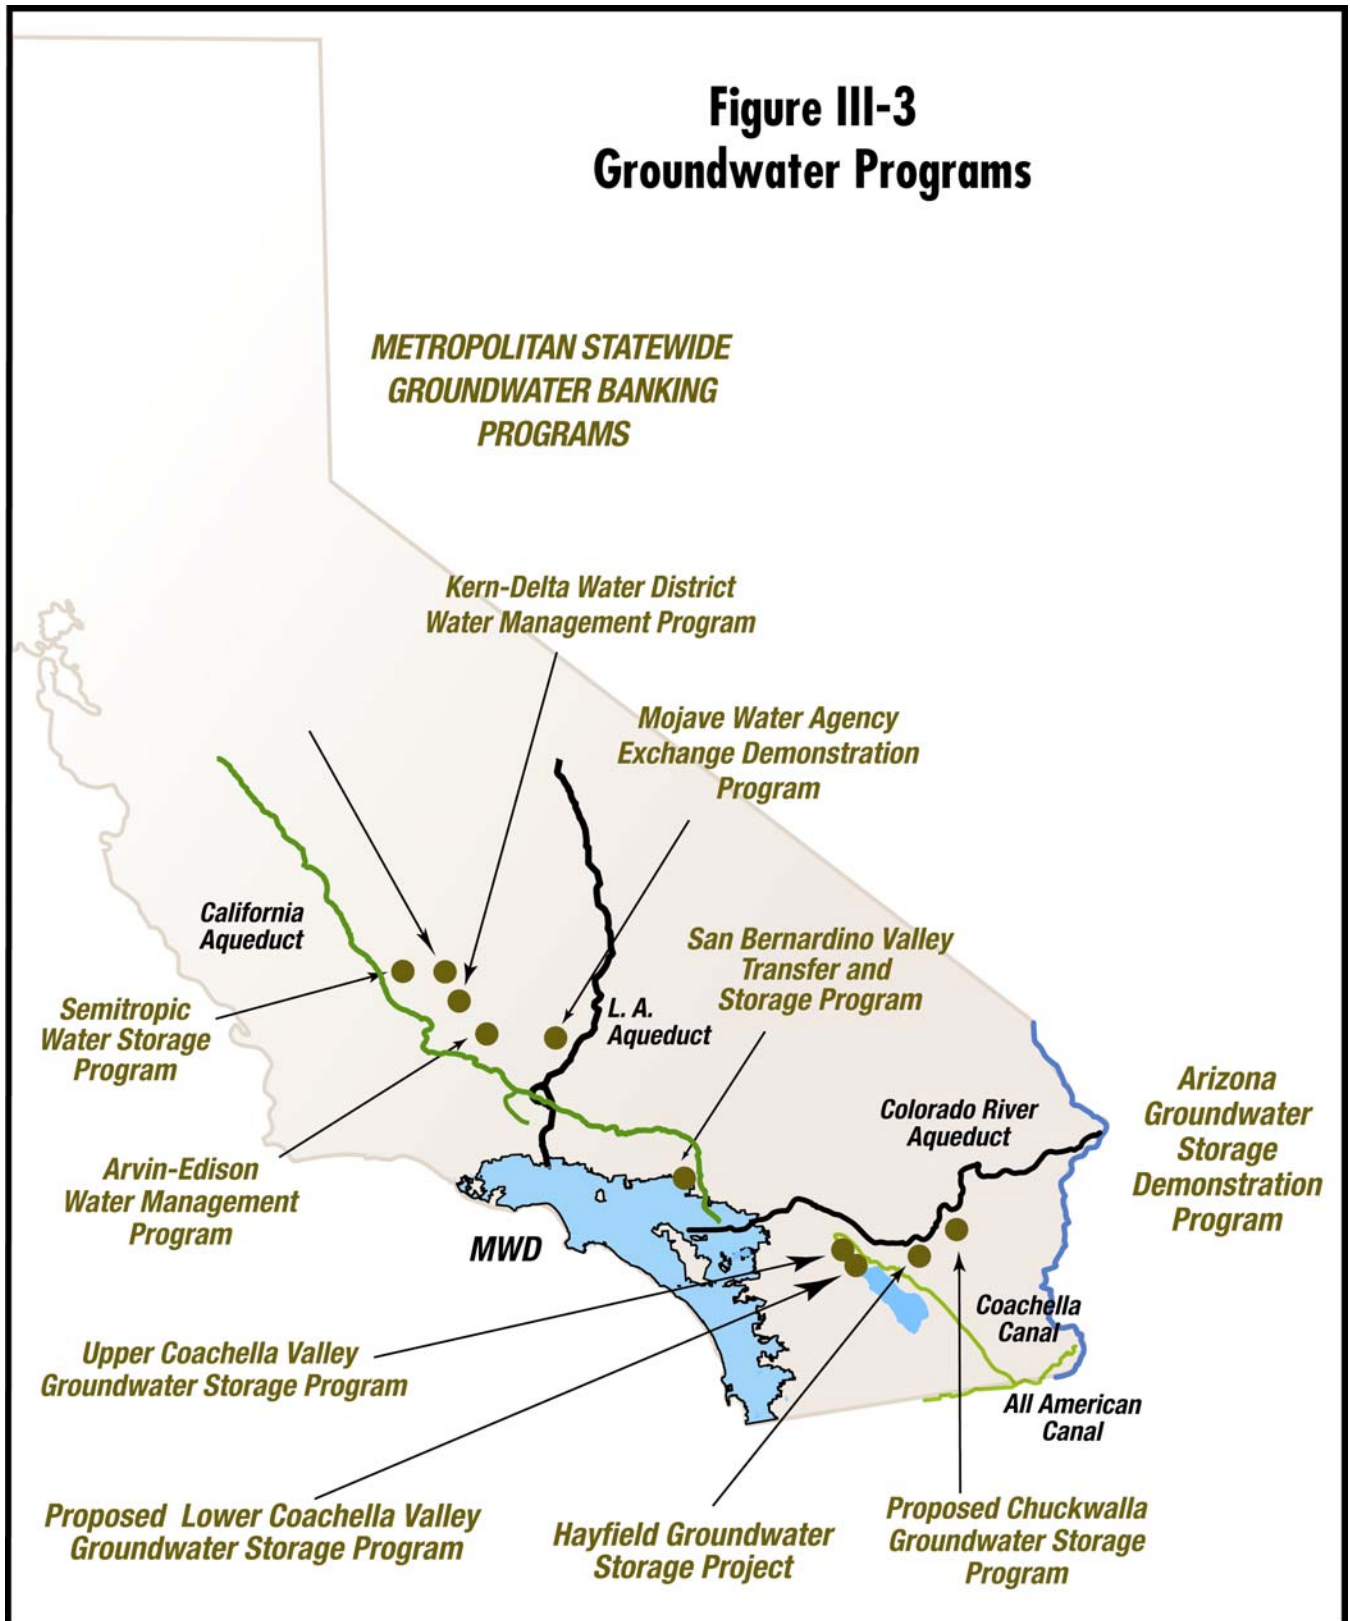 Figure III-3
Groundwater Programs
METROPOLITAN STATEWIDE
GROUNDWATER BANKING
PROGRAMS
Kern-Delta Water District
Water Management Program
Mojave Water Agency
Exchange Demonstration
Program
California
Aqueduct
San Bernardino Valley
Transfer and
Storage Program
Semitropic
Water Storage
Program
L. A.
Aqueduct
Arizona
Groundwater
Storage
Demonstration
Program
Colorado River
Aqueduct
Arvin-Edison
Water Management
Program
MWD
Coachella
Canal
Upper Coachella Valley
Groundwater Storage Program
All American
Canal
Proposed Lower Coachella Valley
Groundwater Storage Program
Hayfield Groundwater
Storage Project
Proposed Chuckwalla
Groundwater Storage
Program